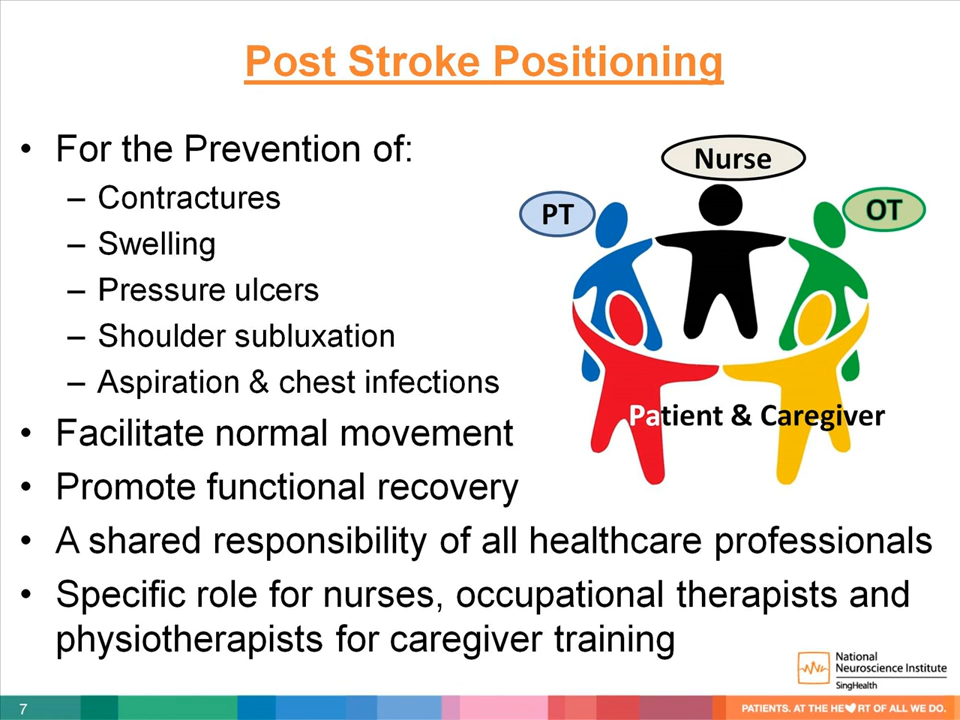 Post Stroke Positioning
• For the Prevention of:
– Contractures
– Swelling
– Pressure ulcers
– Shoulder subluxation
– Aspiration & chest infections
• Facilitate normal movement
• Promote functional recovery
• A shared responsibility of all healthcare professionals
• Specific role for nurses, occupational therapists and
physiotherapists for caregiver training
Nurse
PT
OT
Patient & Caregiver
National
Neuroscience Institute
SingHealth
7
PATIENTS. AT THE HE♥RT OF ALL WE DO.